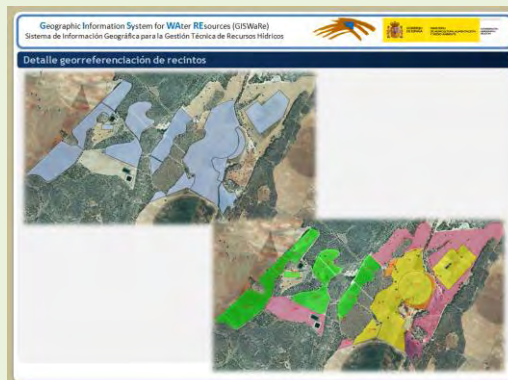 Geographic Information System for WAter REsources (GISWaRe)
Sistema de Información Geográfica para la Gestión Técnica de Recursos Hídricos
Detalle georreferenciación de recintos